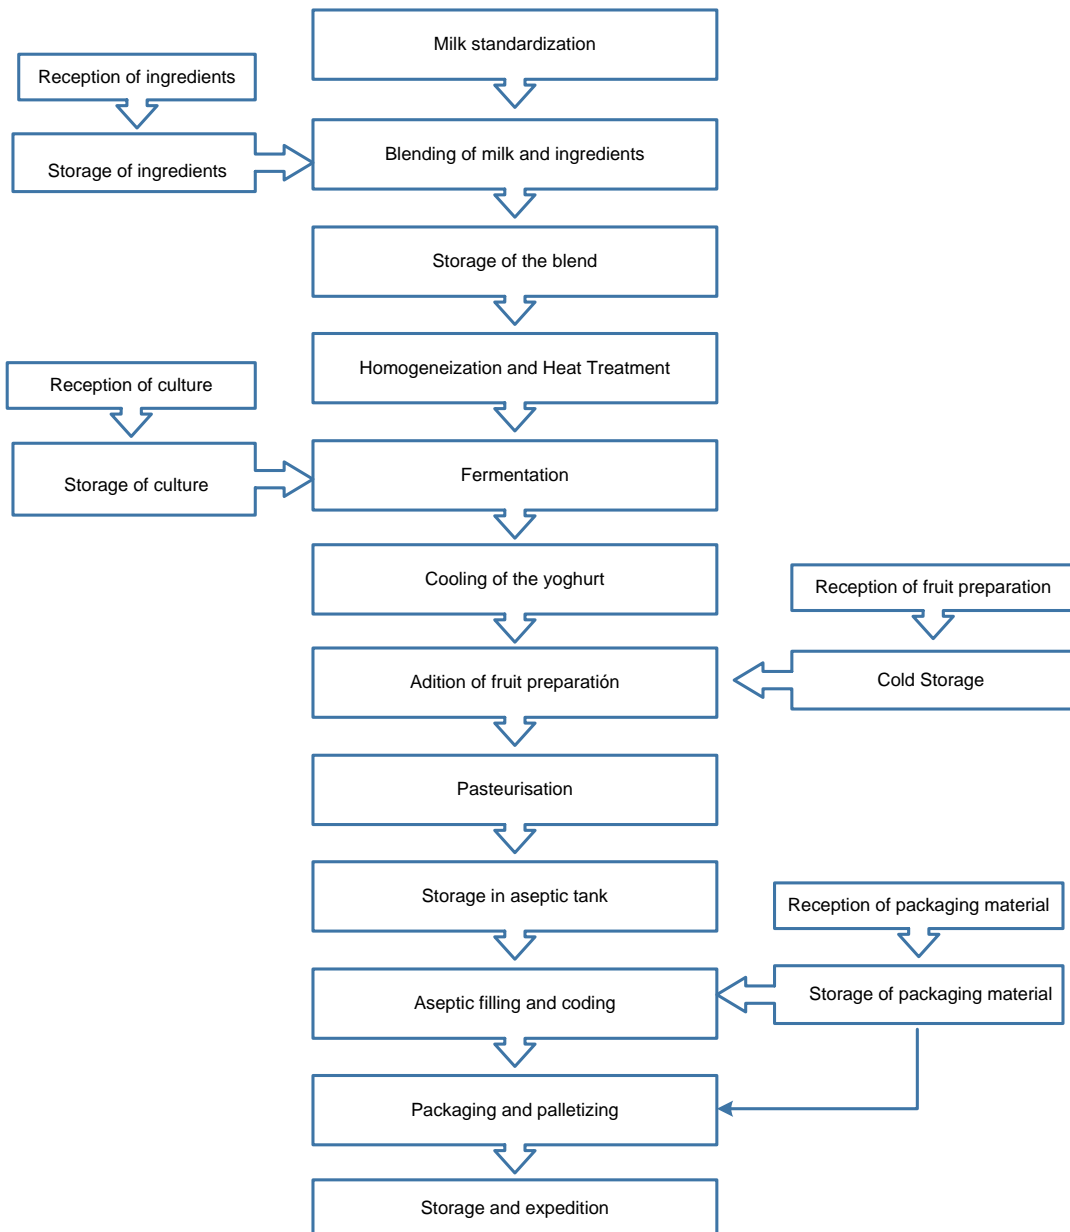 Milk standardization
Reception of ingredients
Blending of milk and ingredients
Storage of ingredients
Storage of the blend
Homogeneization and Heat Treatment
Reception of culture
Fermentation
Storage of culture
Cooling of the yoghurt
Reception of fruit preparation
Adition of fruit preparatión
Cold Storage
Pasteurisation
Storage in aseptic tank
Reception of packaging material
Aseptic filling and coding
Storage of packaging material
Packaging and palletizing
Storage and expedition